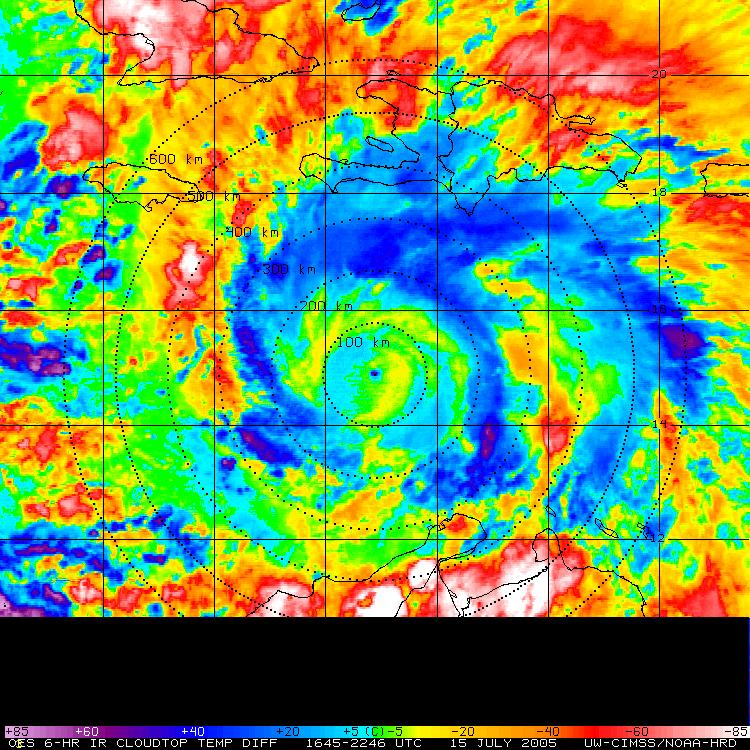 20
600 km
18
500 km
400 km
300 km
200 km
100 km
14
12
+85 +60 +40 +20 +5 (C) -5 -20 -40 -60 -85
OES 6-HR IR CLOUDTOP TEMP DIFF 1645-2246 UTC 15 JULY 2005 UW-CIMSS/NOAA-HRD